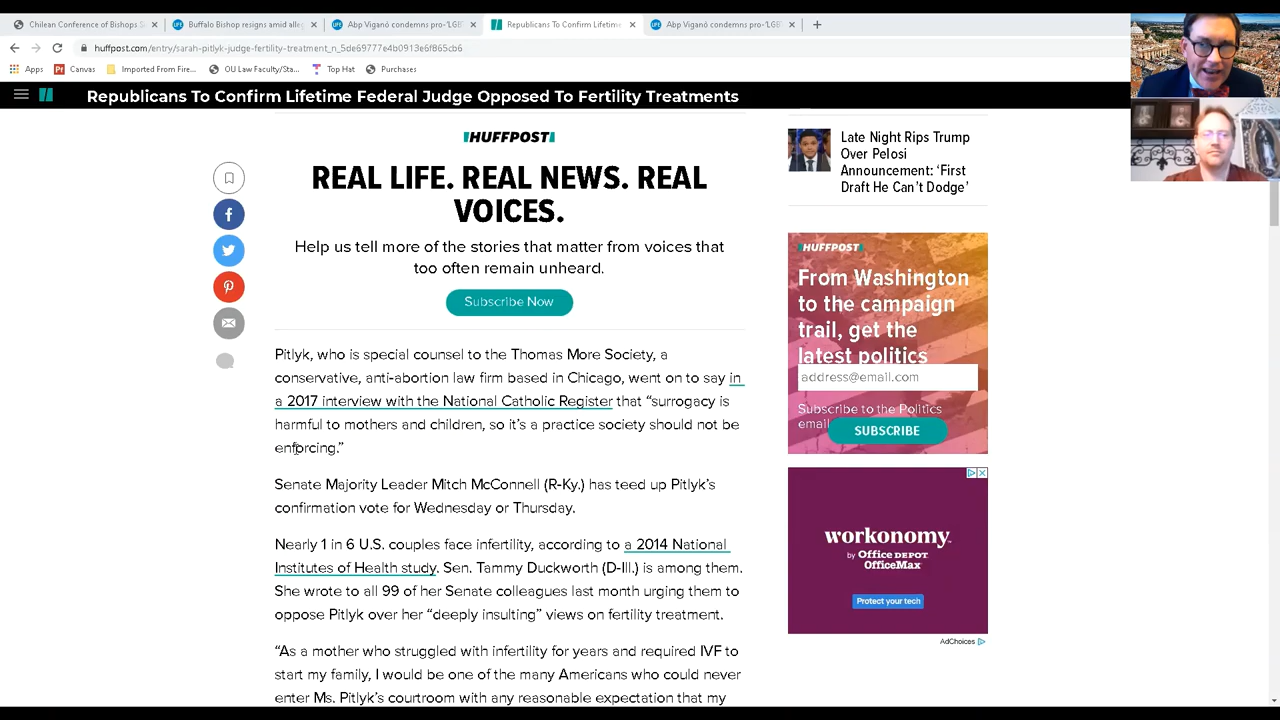 Chilean Conference of Bishops S
Buffalo Bishop resigns amid alleg
Abp Viganó condemns pro-'LGBT
Republicans To Confirm Lifetime
Abp Viganó condemns pro-'LGBT
huffpost.com/entry/sarah-pitlyk-judge-fertility-treatment_n_5de69777e4b0913e6f865cb6
Apps
Canvas
Imported From Fire...
OU Law Faculty/Sta...
Top Hat
Purchases
Republicans To Confirm Lifetime Federal Judge Opposed To Fertility Treatments
HUFFPOST
REAL LIFE. REAL NEWS. REAL
VOICES.
Help us tell more of the stories that matter from voices that
too often remain unheard.
Subscribe Now
Pitlyk, who is special counsel to the Thomas More Society, a
conservative, anti-abortion law firm based in Chicago, went on to say in
a 2017 interview with the National Catholic Register that “surrogacy is
harmful to mothers and children, so it’s a practice society should not be
enforcing.”
Senate Majority Leader Mitch McConnell (R-Ky.) has teed up Pitlyk’s
confirmation vote for Wednesday or Thursday.
Nearly 1 in 6 U.S. couples face infertility, according to a 2014 National
Institutes of Health study. Sen. Tammy Duckworth (D-Ill.) is among them.
She wrote to all 99 of her Senate colleagues last month urging them to
oppose Pitlyk over her “deeply insulting” views on fertility treatment.
“As a mother who struggled with infertility for years and required IVF to
start my family, I would be one of the many Americans who could never
enter Ms. Pitlyk’s courtroom with any reasonable expectation that my
Late Night Rips Trump
Over Pelosi
Announcement: ‘First
Draft He Can’t Dodge’
HUFFPOST
From Washington
to the campaign
trail, get the
latest politics
address@email.com
Subscribe to the Politics
email.
SUBSCRIBE
workonomy
by Office DEPOT
OfficeMax
Protect your tech
AdChoices